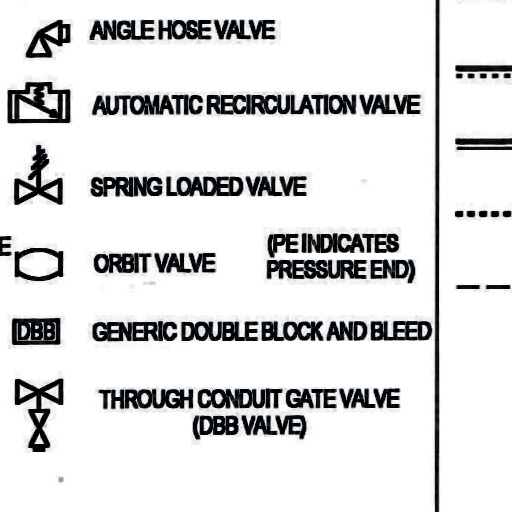 ANGLE HOSE VALVE
AUTOMATIC RECIRCULATION VALVE
SPRING LOADED VALVE
E
ORBIT VALVE (PE INDICATES
PRESSURE END)
DBB GENERIC DOUBLE BLOCK AND BLEED
THROUGH CONDUIT GATE VALVE
(DBB VALVE)